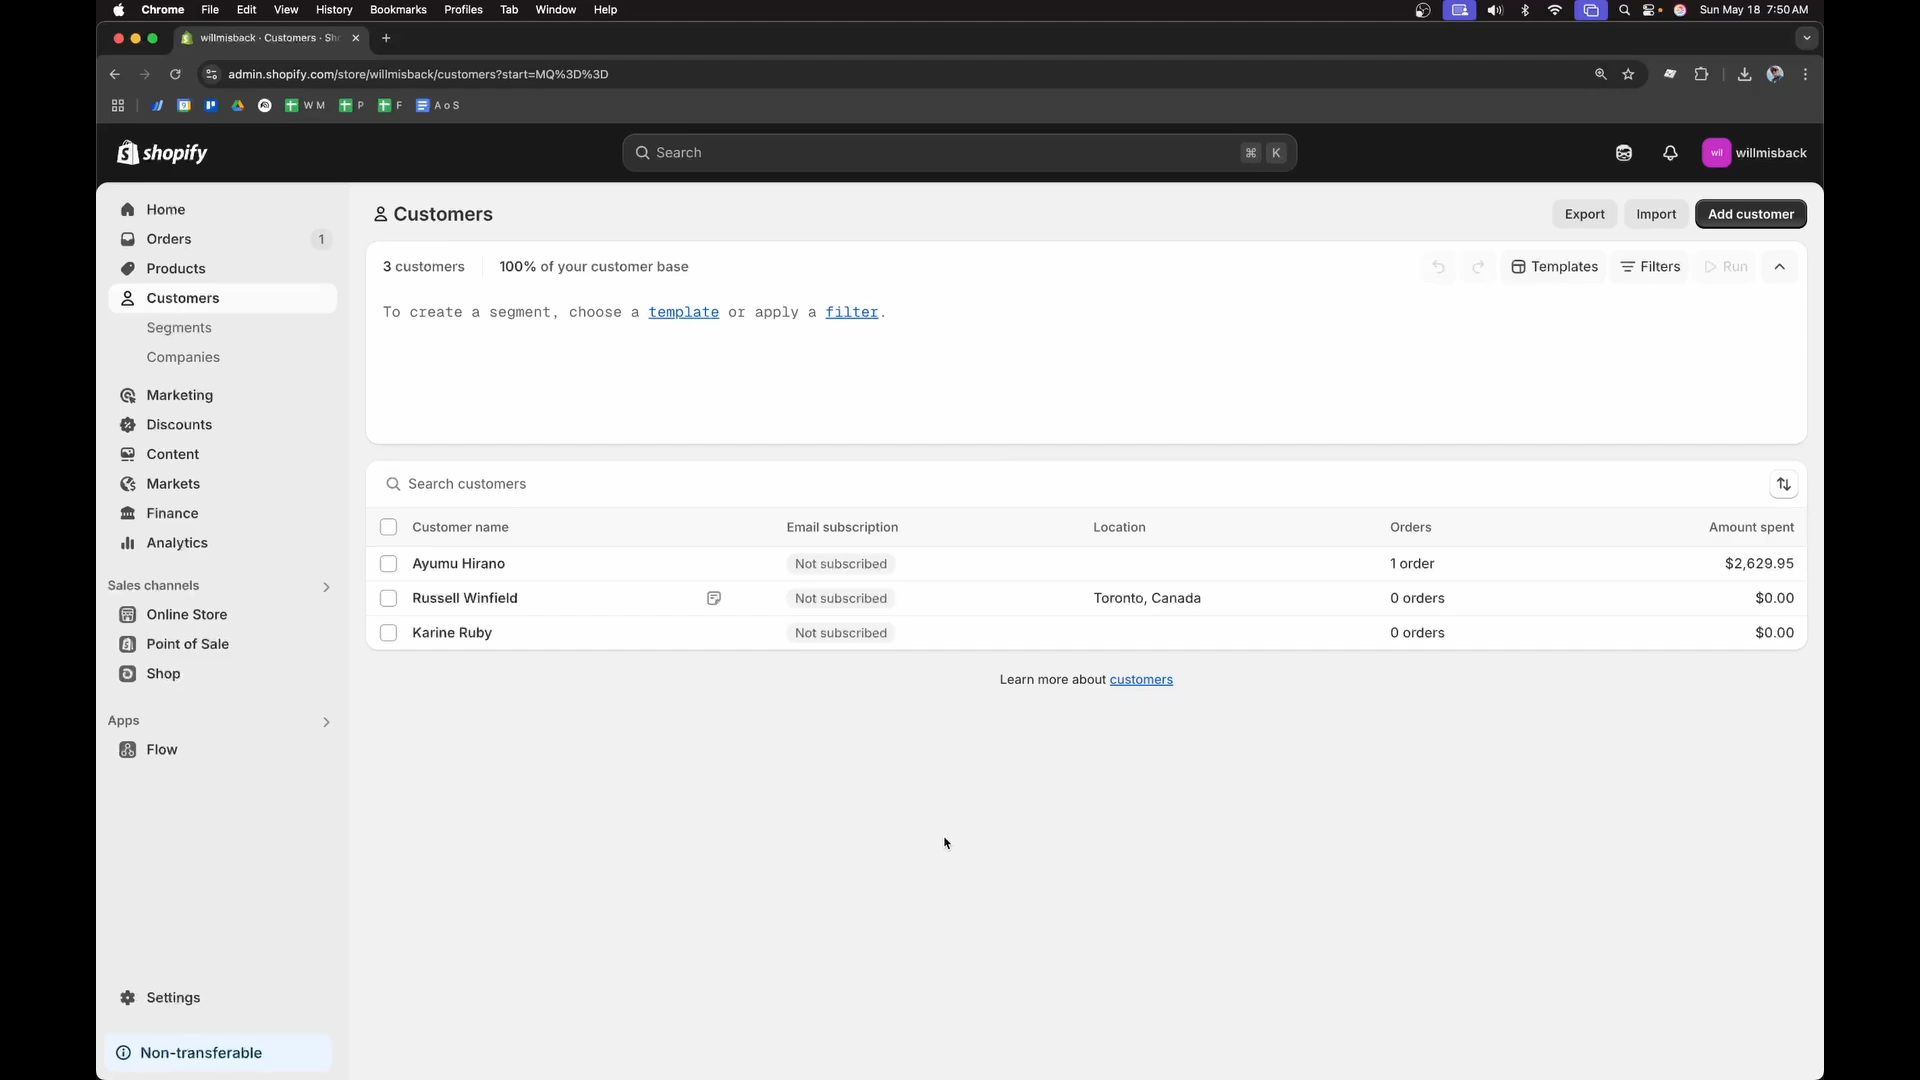 Chrome File Edit View History Bookmarks Profiles Tab Window Help Sun May 18 7:50 AM
willmisback · Customers · Sh
admin.shopify.com/store/willmisback/customers?start=MQ%3D%3D
W M P F A o S
shopify
Search
⌘ K
wil willmisback
Home
Orders 1
Products
Customers
Segments
Companies
Marketing
Discounts
Content
Markets
Finance
Analytics
Sales channels
Online Store
Point of Sale
Shop
Apps
Flow
Settings
Non-transferable
Customers
Export Import Add customer
3 customers 100% of your customer base
Templates Filters Run
To create a segment, choose a template or apply a filter.
Search customers
Customer name Email subscription Location Orders Amount spent
Ayumu Hirano Not subscribed 1 order $2,629.95
Russell Winfield Not subscribed Toronto, Canada 0 orders $0.00
Karine Ruby Not subscribed 0 orders $0.00
Learn more about customers